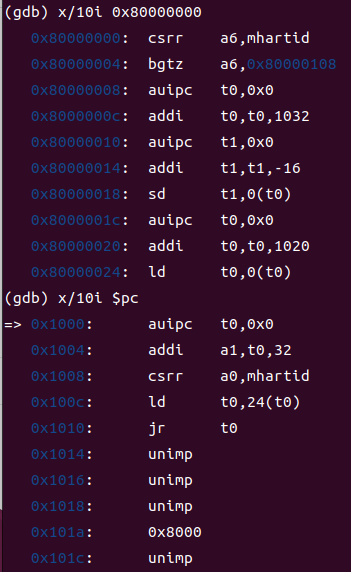 (gdb) x/10i 0x80000000
0x80000000: csrr a6,mhartid
0x80000004: bgtz a6,0x80000108
0x80000008: auipc t0,0x0
0x8000000c: addi t0,t0,1032
0x80000010: auipc t1,0x0
0x80000014: addi t1,t1,-16
0x80000018: sd t1,0(t0)
0x8000001c: auipc t0,0x0
0x80000020: addi t0,t0,1020
0x80000024: ld t0,0(t0)
(gdb) x/10i $pc
=> 0x1000: auipc t0,0x0
0x1004: addi a1,t0,32
0x1008: csrr a0,mhartid
0x100c: ld t0,24(t0)
0x1010: jr t0
0x1014: unimp
0x1016: unimp
0x1018: unimp
0x101a: 0x8000
0x101c: unimp